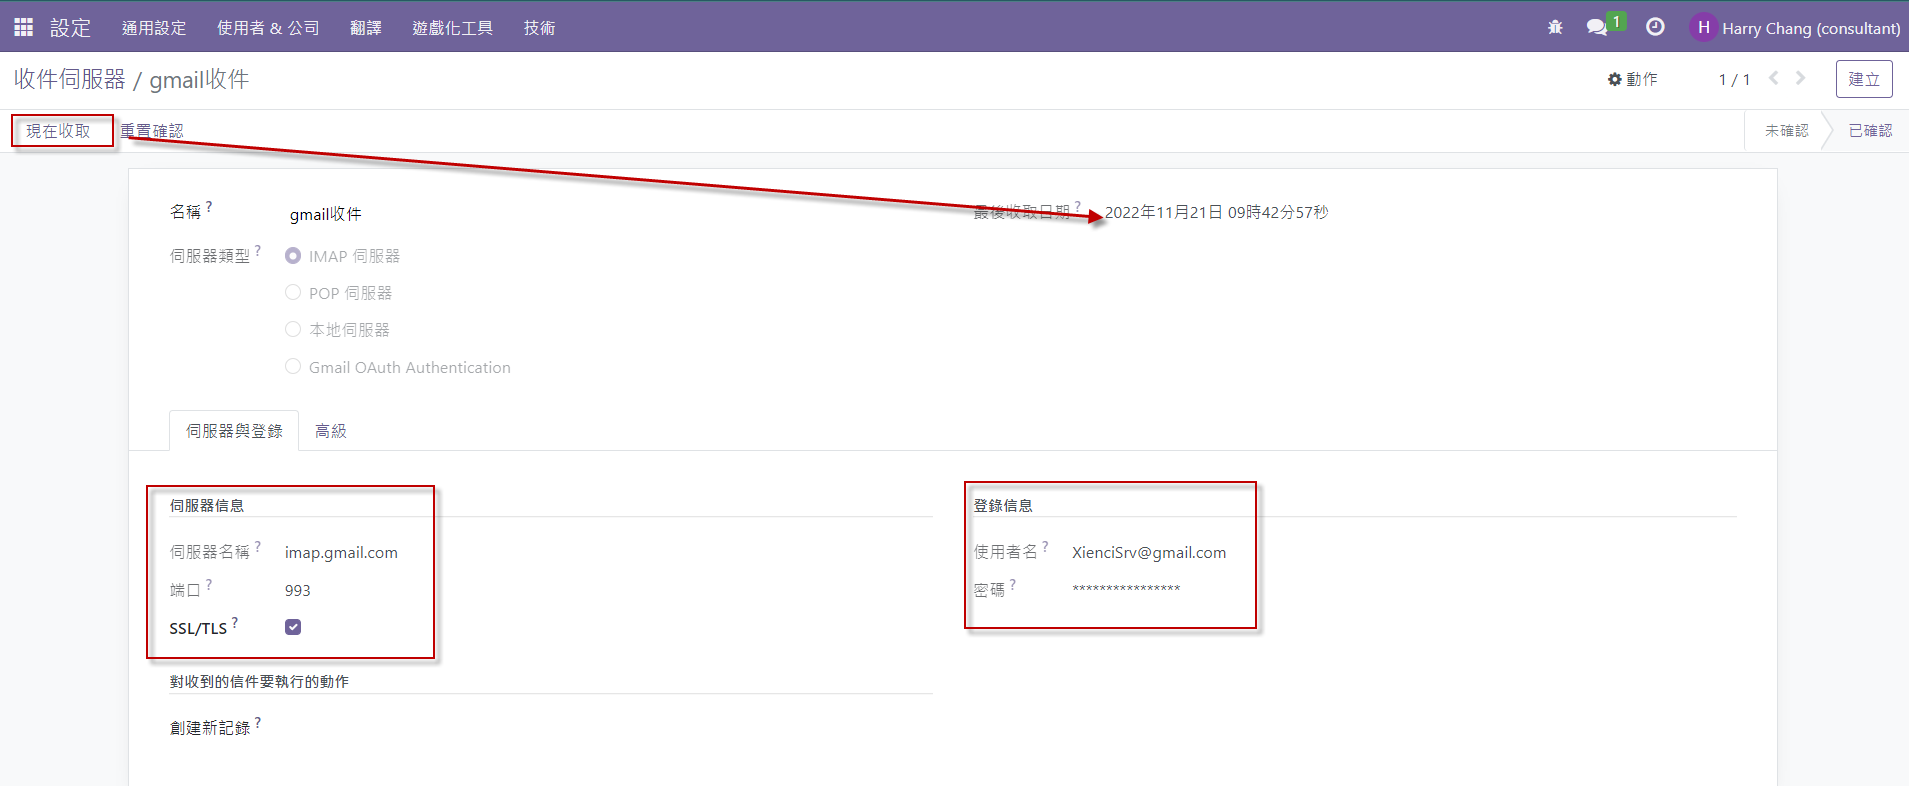 設定 通用設定 使用者 & 公司 翻譯 遊戲化工具 技術 1 H Harry Chang (consultant)
收件伺服器 / gmail收件 動作 1 / 1 建立
現在收取 重置確認 未確認 已確認
名稱 ? gmail收件 最後收取日期 ? 2022年11月21日 09時42分57秒
伺服器類型 ? IMAP 伺服器
POP 伺服器
本地伺服器
Gmail OAuth Authentication
伺服器與登錄 高級
伺服器信息 登錄信息
伺服器名稱 ? imap.gmail.com 使用者名 ? XienciSrv@gmail.com
端口 ? 993 密碼 ? ****************
SSL/TLS ?
對收到的信件要執行的動作
創建新記錄 ?